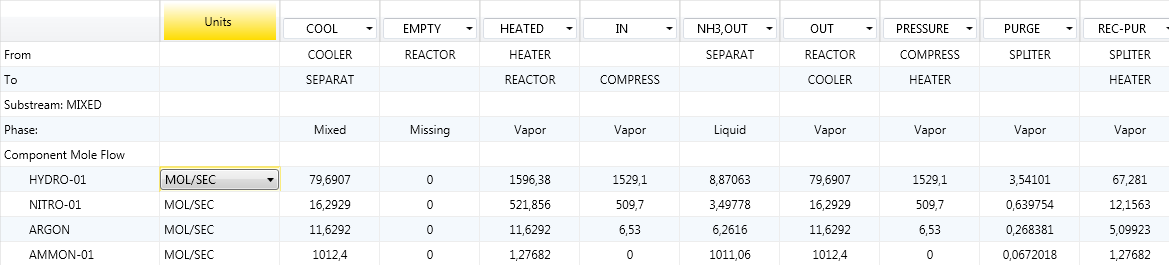 Units COOL EMPTY HEATED IN NH3,OUT OUT PRESSURE PURGE REC-PUR
From COOLER REACTOR HEATER SEPARAT REACTOR COMPRESS SPLITER SPLITER
To SEPARAT REACTOR COMPRESS COOLER HEATER HEATER
Substream: MIXED
Phase: Mixed Missing Vapor Vapor Liquid Vapor Vapor Vapor Vapor
Component Mole Flow
HYDRO-01 MOL/SEC 79,6907 0 1596,38 1529,1 8,87063 79,6907 1529,1 3,54101 67,281
NITRO-01 MOL/SEC 16,2929 0 521,856 509,7 3,49778 16,2929 509,7 0,639754 12,1563
ARGON MOL/SEC 11,6292 0 11,6292 6,53 6,2616 11,6292 6,53 0,268381 5,09923
AMMON-01 MOL/SEC 1012,4 0 1,27682 0 1011,06 1012,4 0 0,0672018 1,27682